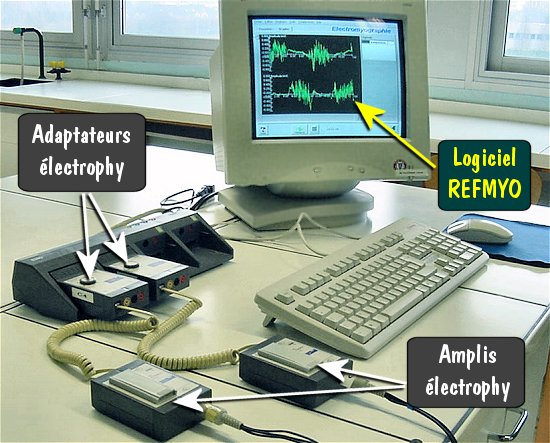 Electromyographie
Adaptateurs
électrophy
Logiciel
REFMYO
Amplis
électrophy